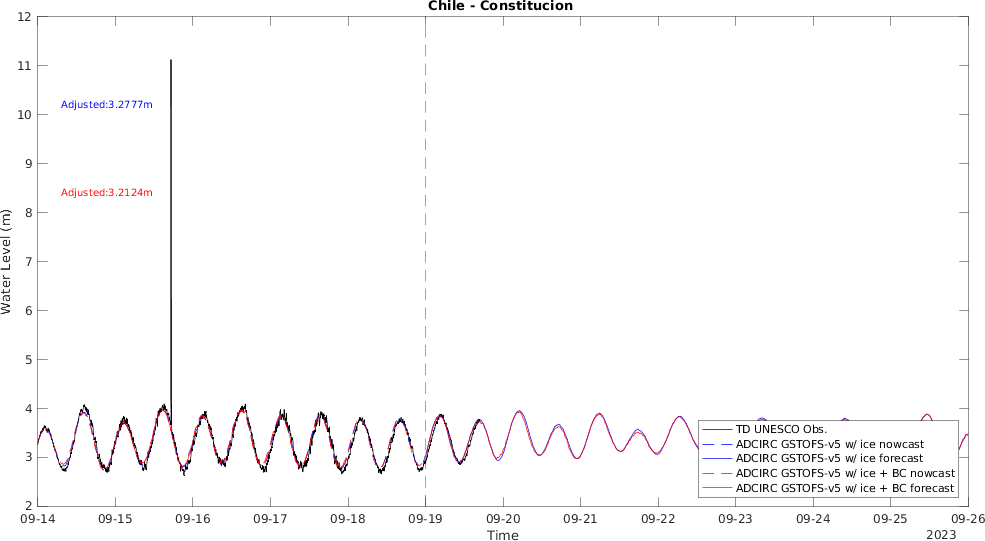 Chile - Constitucion
12
11
10
9
8
7
6
5
4
3
2
Water Level (m)
Adjusted:3.2777m
Adjusted:3.2124m
TD UNESCO Obs.
ADCIRC GSTOFS-v5 w/ ice nowcast
ADCIRC GSTOFS-v5 w/ ice forecast
ADCIRC GSTOFS-v5 w/ ice + BC nowcast
ADCIRC GSTOFS-v5 w/ ice + BC forecast
09-14 09-15 09-16 09-17 09-18 09-19 09-20 09-21 09-22 09-23 09-24 09-25 09-26
Time
2023